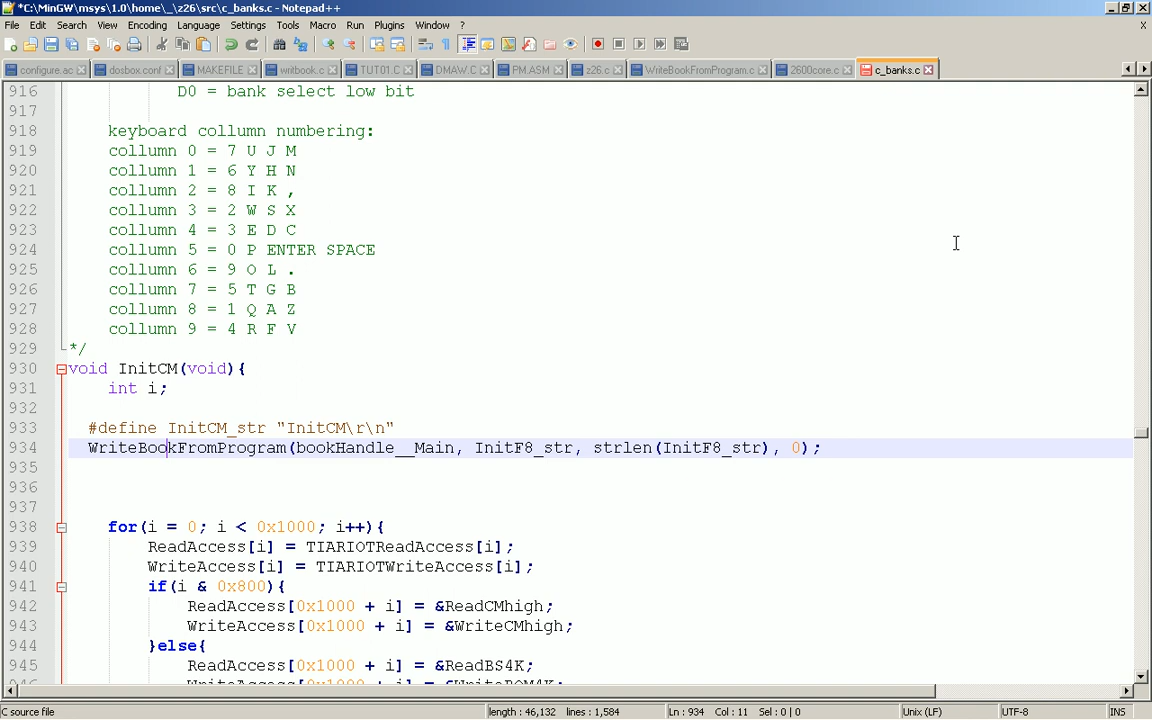 *C:\MinGW\msys\1.0\home\_\z26\src\c_banks.c - Notepad++
File Edit Search View Encoding Language Settings Tools Macro Run Plugins Window ?
X
configure.ac dosbox.conf MAKEFILE writbook.c TUT01.C DMAW.C PM.ASM z26.c WriteBookFromProgram.c 2600core.c c_banks.c
916 D0 = bank select low bit
917
918 keyboard collumn numbering:
919 collumn 0 = 7 U J M
920 collumn 1 = 6 Y H N
921 collumn 2 = 8 I K ,
922 collumn 3 = 2 W S X
923 collumn 4 = 3 E D C
924 collumn 5 = 0 P ENTER SPACE
925 collumn 6 = 9 O L .
926 collumn 7 = 5 T G B
927 collumn 8 = 1 Q A Z
928 collumn 9 = 4 R F V
929 */
930 void InitCM(void){
931 int i;
932
933 #define InitCM_str "InitCM\r\n"
934 WriteBookFromProgram(bookHandle__Main, InitF8_str, strlen(InitF8_str), 0);
935
936
937
938 for(i = 0; i < 0x1000; i++){
939 ReadAccess[i] = TIARIOTReadAccess[i];
940 WriteAccess[i] = TIARIOTWriteAccess[i];
941 if(i & 0x800){
942 ReadAccess[0x1000 + i] = &ReadCMhigh;
943 WriteAccess[0x1000 + i] = &WriteCMhigh;
944 }else{
945 ReadAccess[0x1000 + i] = &ReadBS4K;
946 WriteAccess[0x1000 + i] = &WriteROM4K;
C source file length : 46,132 lines : 1,584 Ln : 934 Col : 11 Sel : 0 | 0 Unix (LF) UTF-8 INS